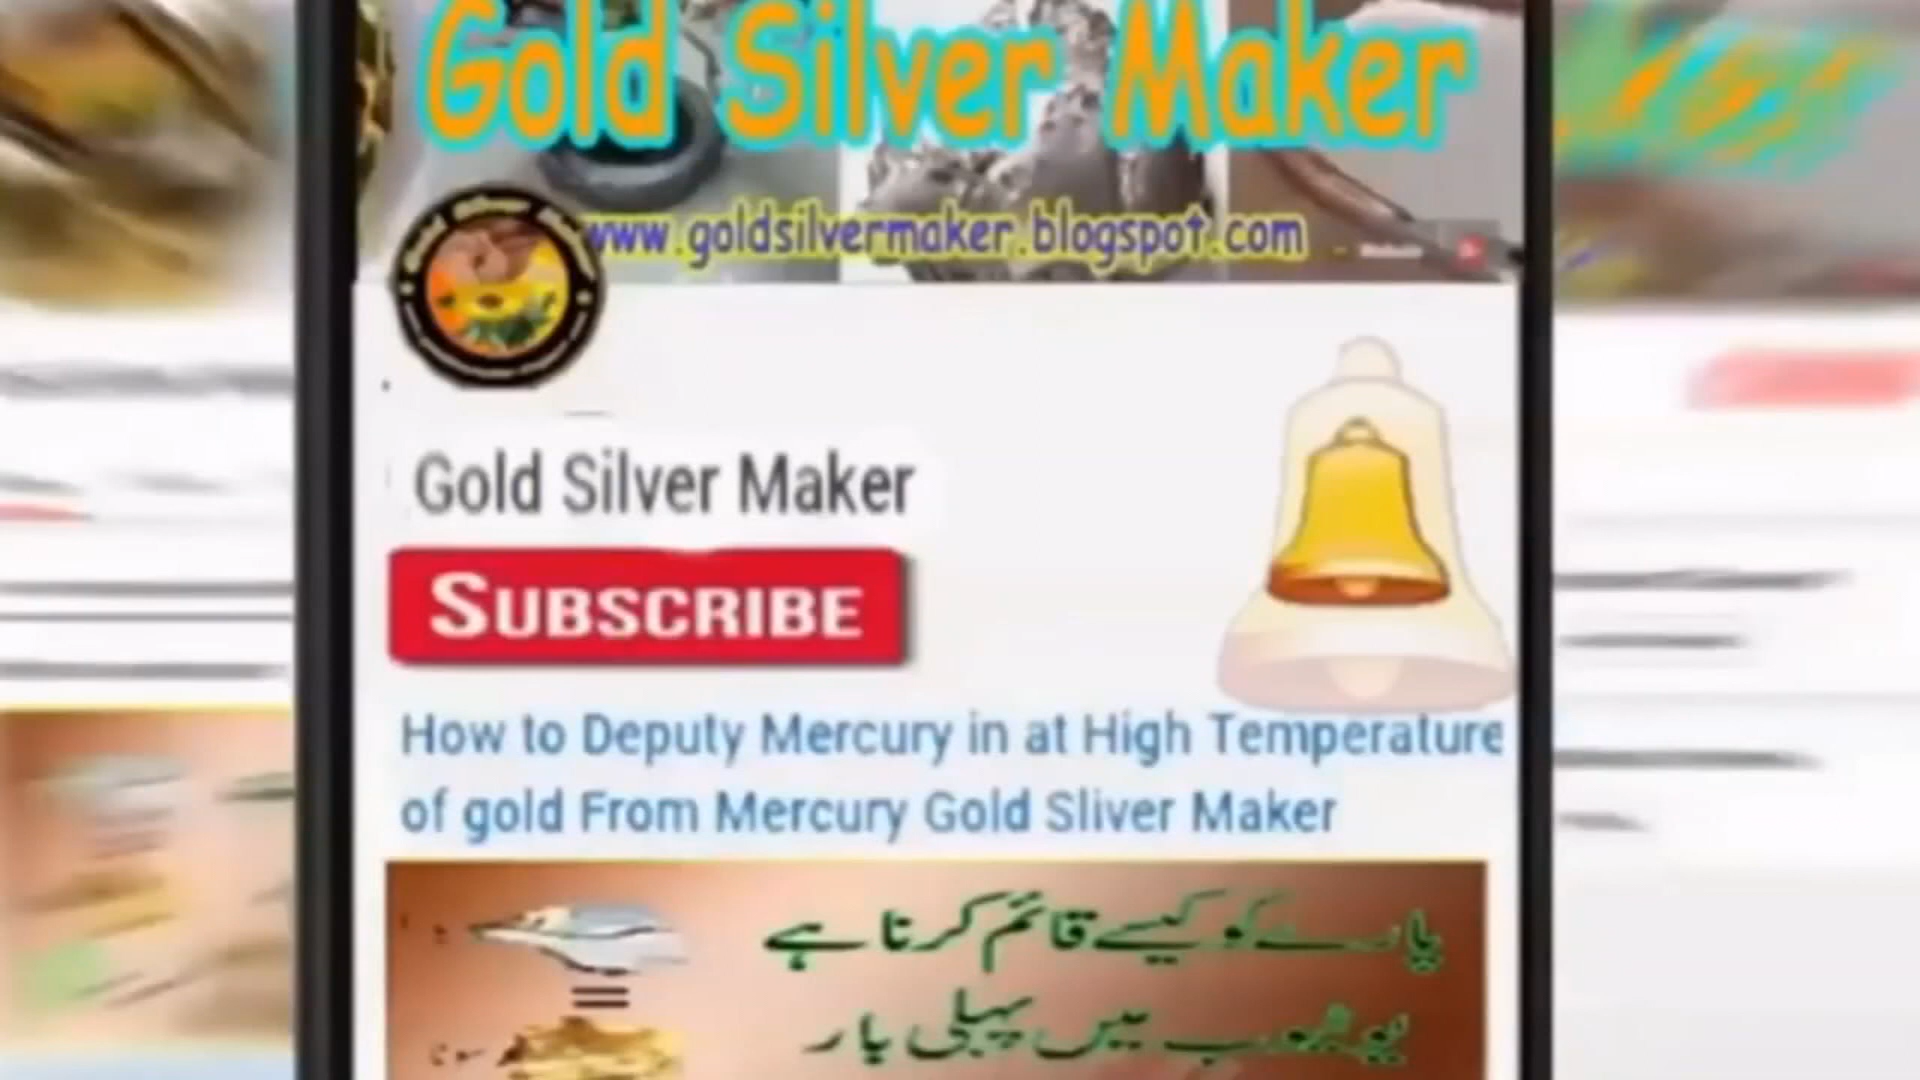 Gold Silver Maker
www.goldsilvermaker.blogspot.com
Gold Silver Maker
SUBSCRIBE
How to Deputy Mercury in at High Temperature
of gold From Mercury Gold Sliver Maker
پارے کو کیسے قائم کرنا ہے
یوٹیوب میں پہلی بار
سونا